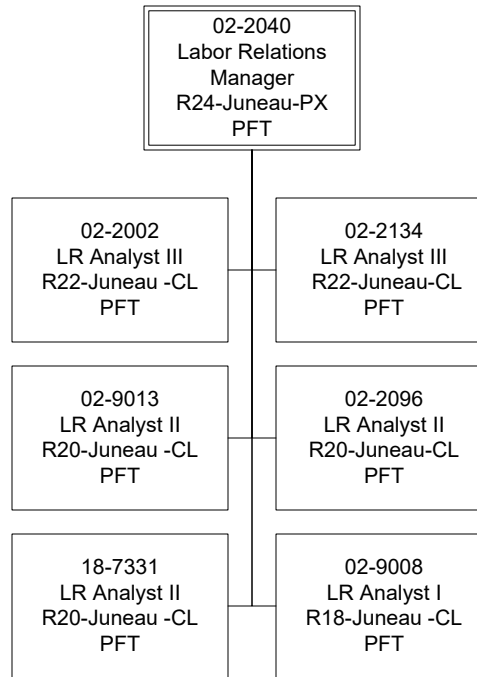 02-2040
Labor Relations
Manager
R24-Juneau-PX
PFT
02-2002
LR Analyst III
R22-Juneau -CL
PFT
02-2134
LR Analyst III
R22-Juneau-CL
PFT
02-9013
LR Analyst II
R20-Juneau -CL
PFT
02-2096
LR Analyst II
R20-Juneau-CL
PFT
18-7331
LR Analyst II
R20-Juneau -CL
PFT
02-9008
LR Analyst I
R18-Juneau -CL
PFT